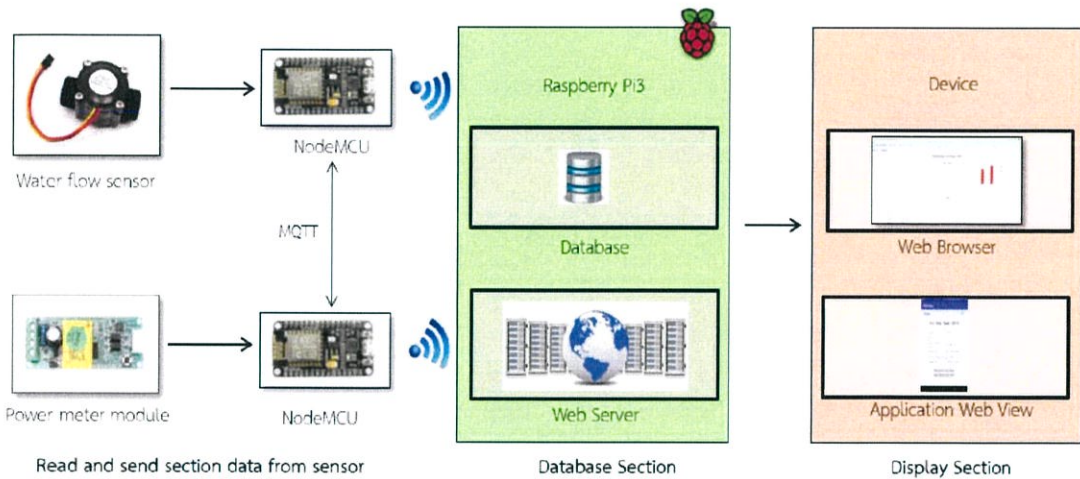 Water flow sensor
NodeMCU
MQTT
Power meter module
NodeMCU
Read and send section data from sensor
Raspberry Pi3
Database
Web Server
Database Section
Device
Web Browser
Application Web View
Display Section